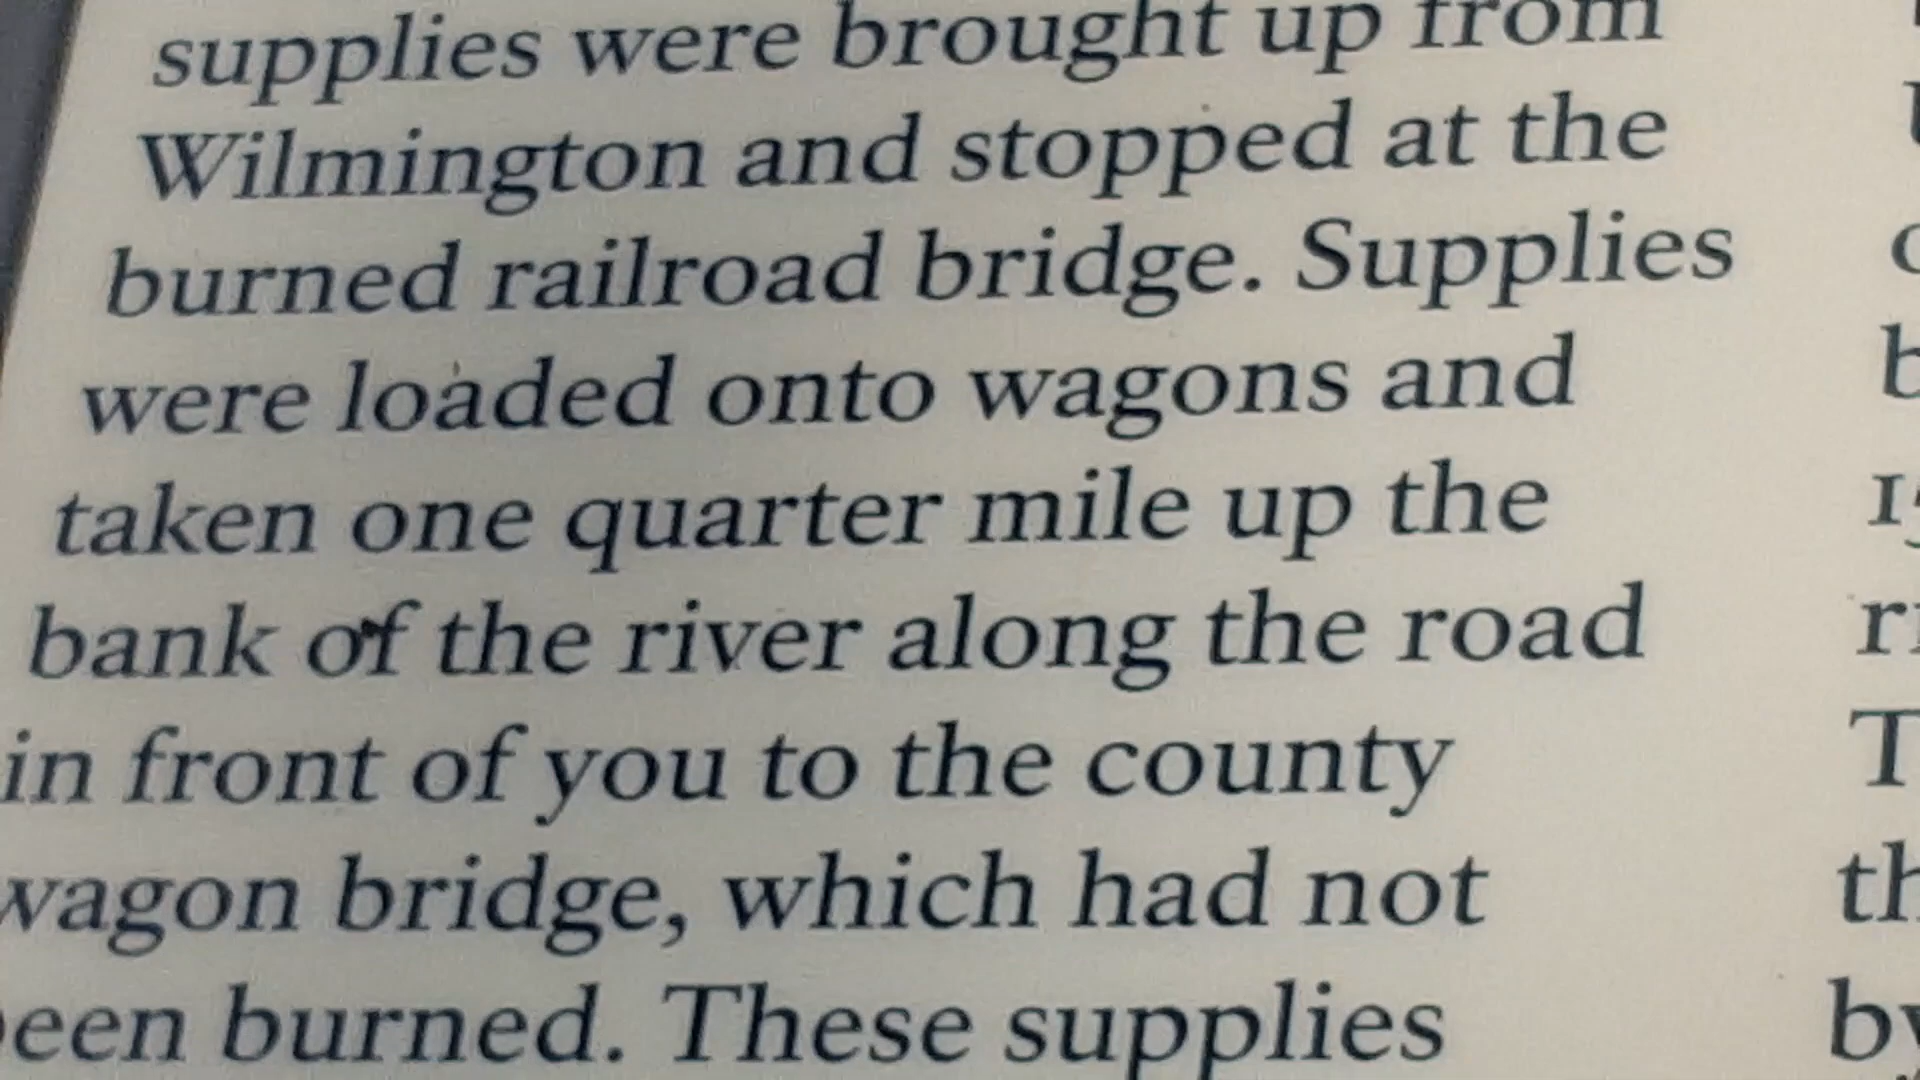 supplies were brought up from
Wilmington and stopped at the
burned railroad bridge. Supplies
were loaded onto wagons and
taken one quarter mile up the
bank of the river along the road
in front of you to the county
wagon bridge, which had not
been burned. These supplies